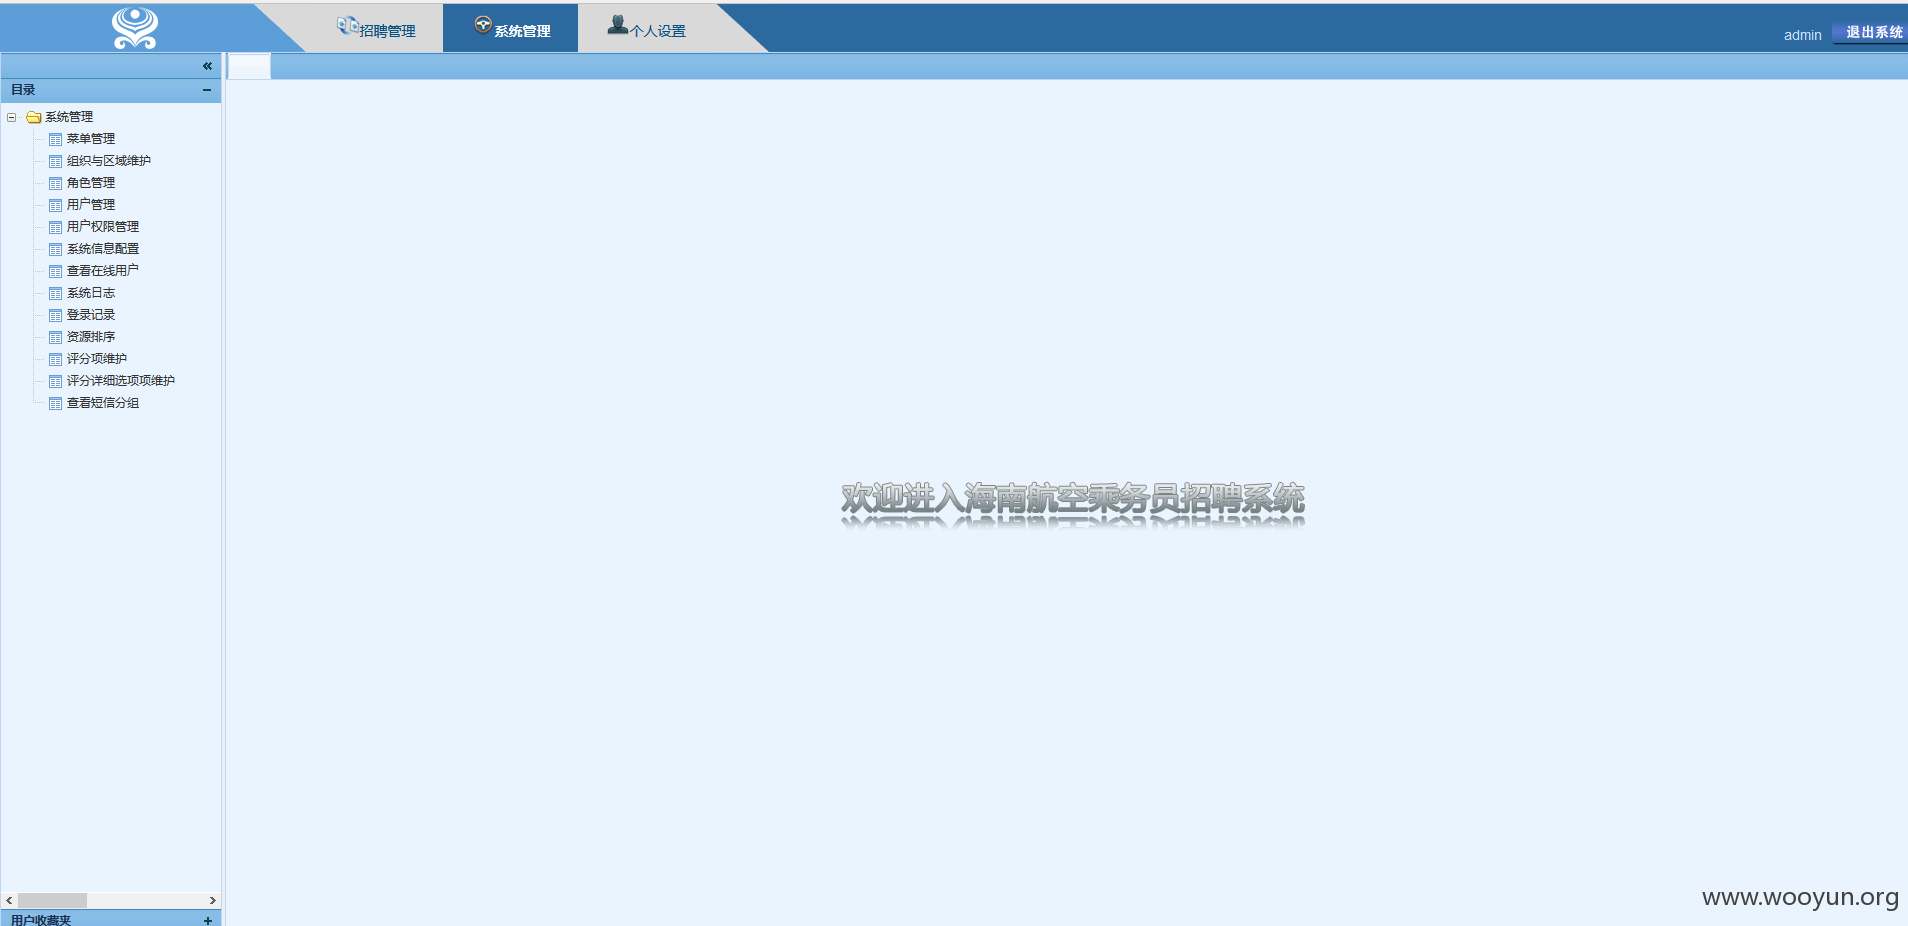 招聘管理
系统管理
个人设置
admin
退出系统
目录
系统管理
菜单管理
组织与区域维护
角色管理
用户管理
用户权限管理
系统信息配置
查看在线用户
系统日志
登录记录
资源排序
评分项维护
评分详细选项项维护
查看短信分组
欢迎进入海南航空乘务员招聘系统
用户收藏夹
www.wooyun.org